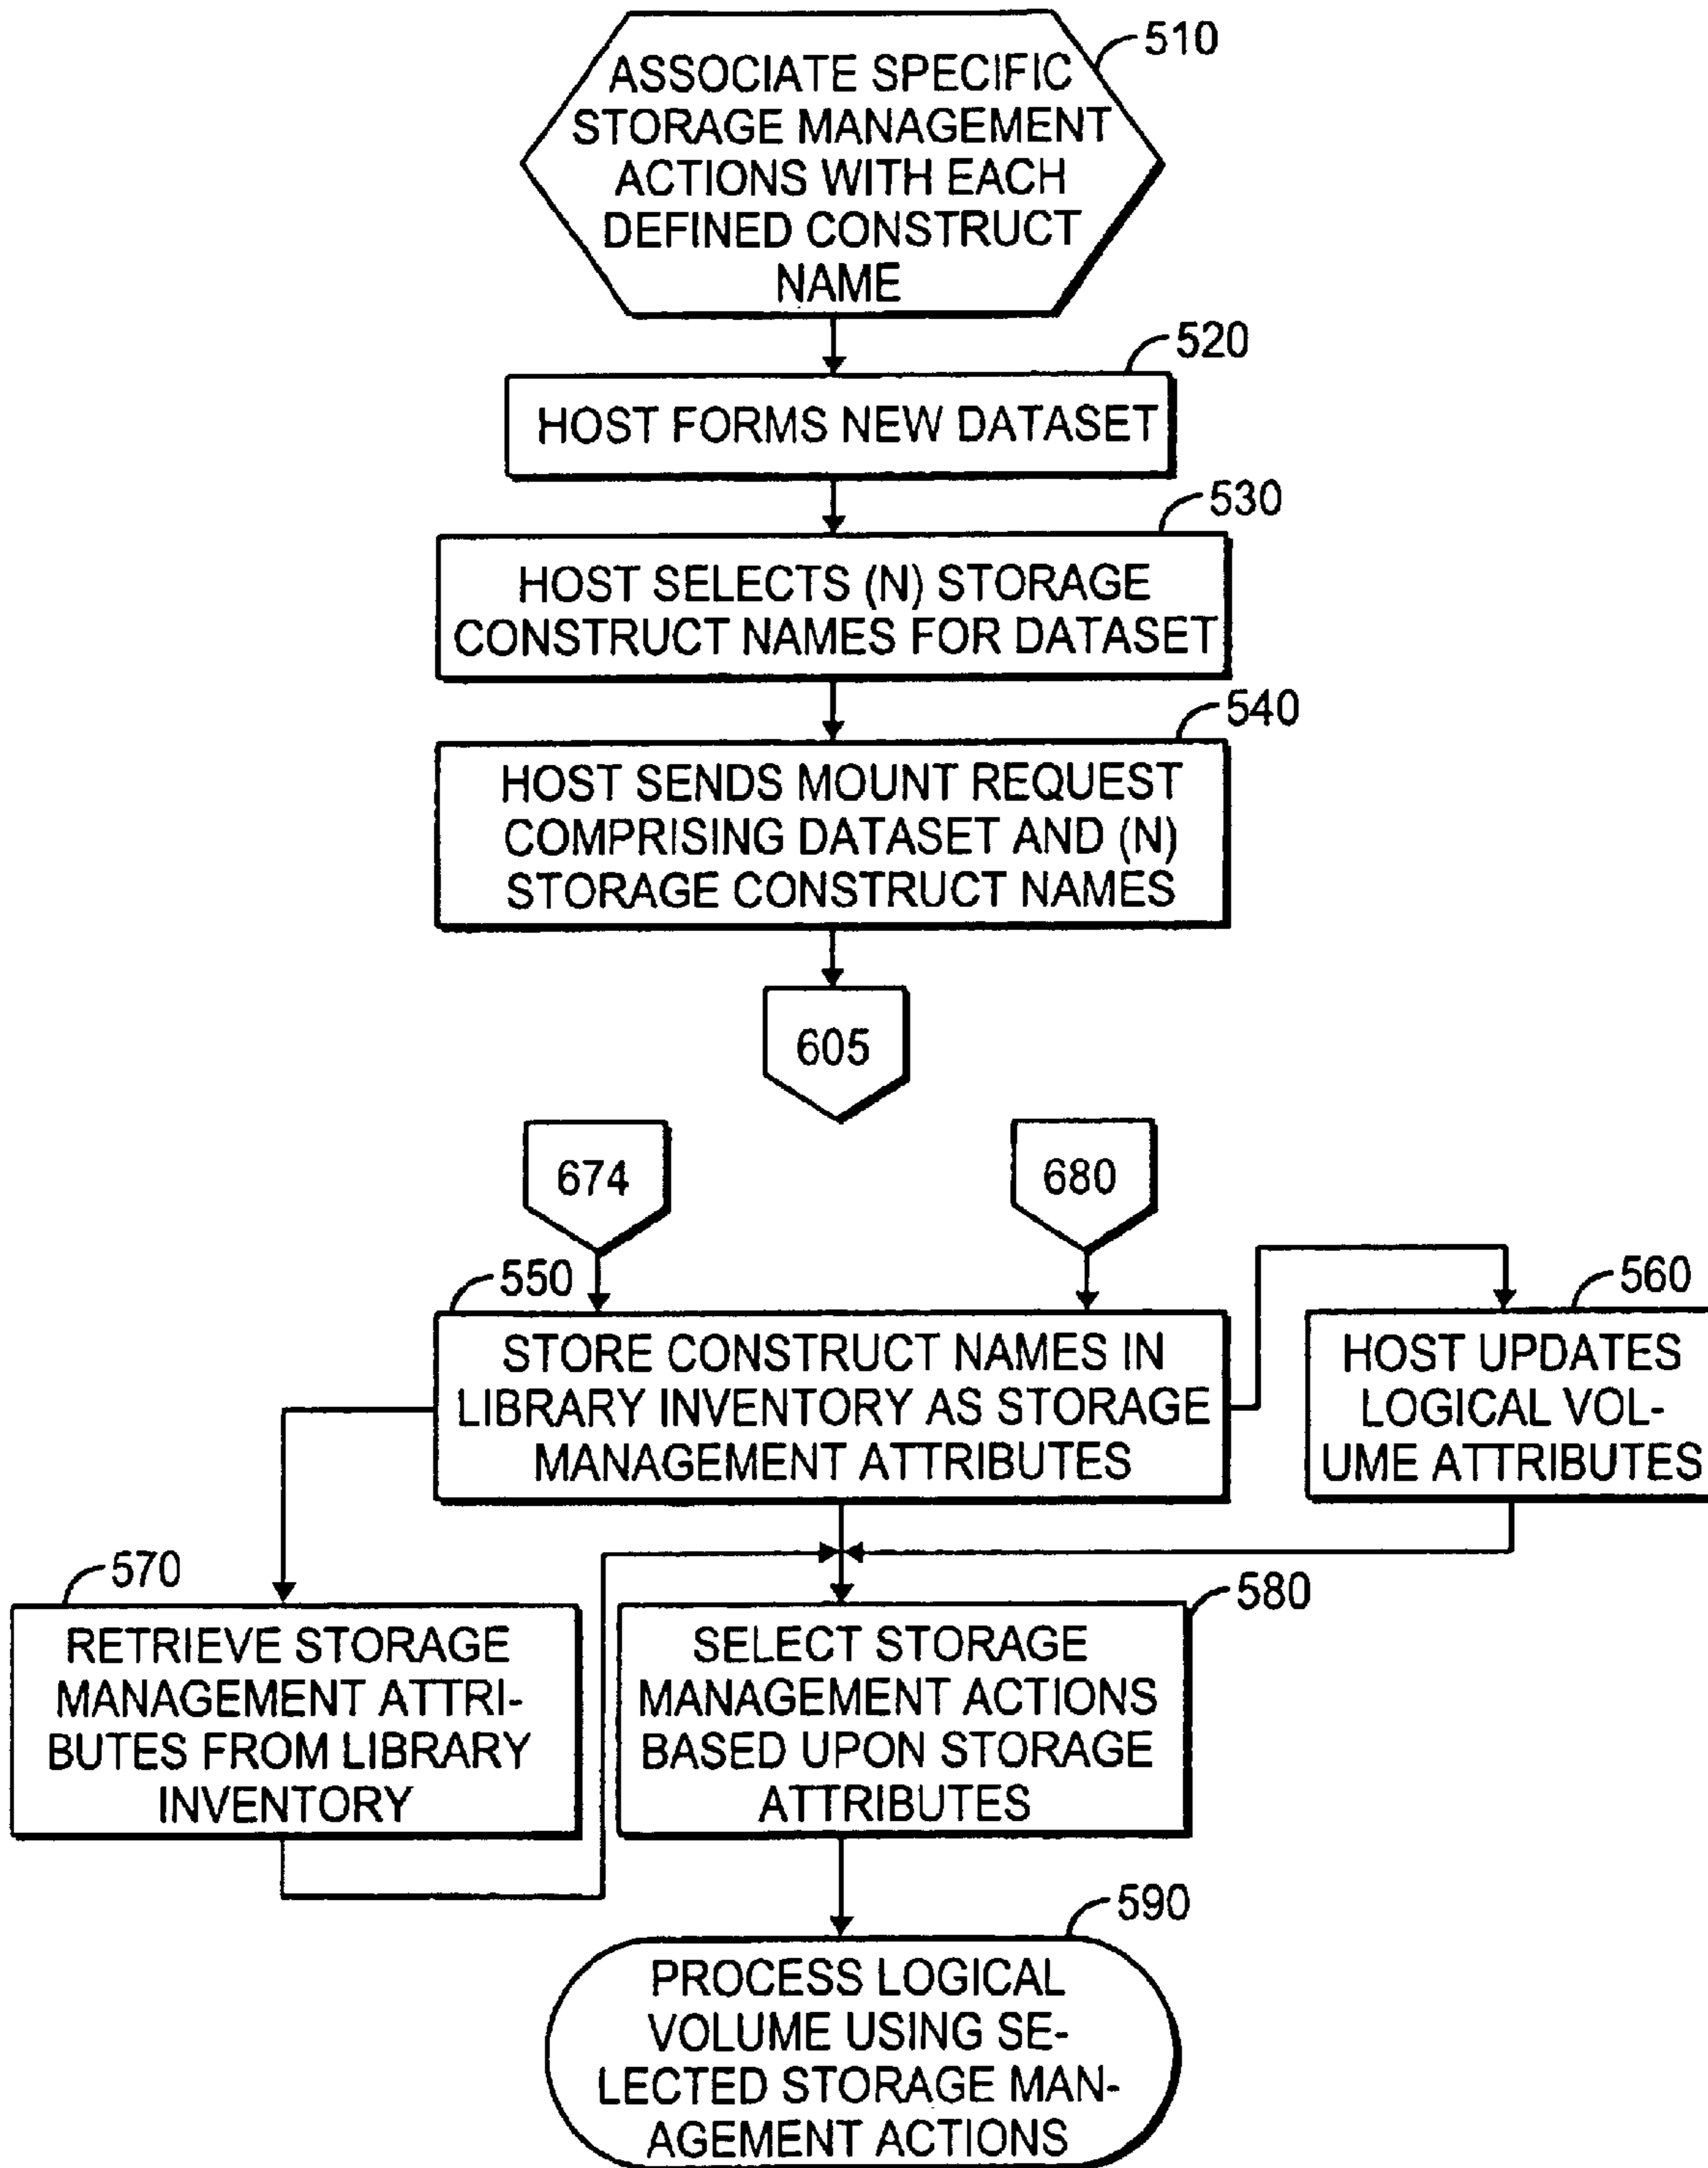 510
ASSOCIATE SPECIFIC
STORAGE MANAGEMENT
ACTIONS WITH EACH
DEFINED CONSTRUCT
NAME
520
HOST FORMS NEW DATASET
530
HOST SELECTS (N) STORAGE
CONSTRUCT NAMES FOR DATASET
540
HOST SENDS MOUNT REQUEST
COMPRISING DATASET AND (N)
STORAGE CONSTRUCT NAMES
605
674
680
550
STORE CONSTRUCT NAMES IN
LIBRARY INVENTORY AS STORAGE
MANAGEMENT ATTRIBUTES
560
HOST UPDATES
LOGICAL VOL-
UME ATTRIBUTES
570
RETRIEVE STORAGE
MANAGEMENT ATTRI-
BUTES FROM LIBRARY
INVENTORY
580
SELECT STORAGE
MANAGEMENT ACTIONS
BASED UPON STORAGE
ATTRIBUTES
590
PROCESS LOGICAL
VOLUME USING SE-
LECTED STORAGE MAN-
AGEMENT ACTIONS